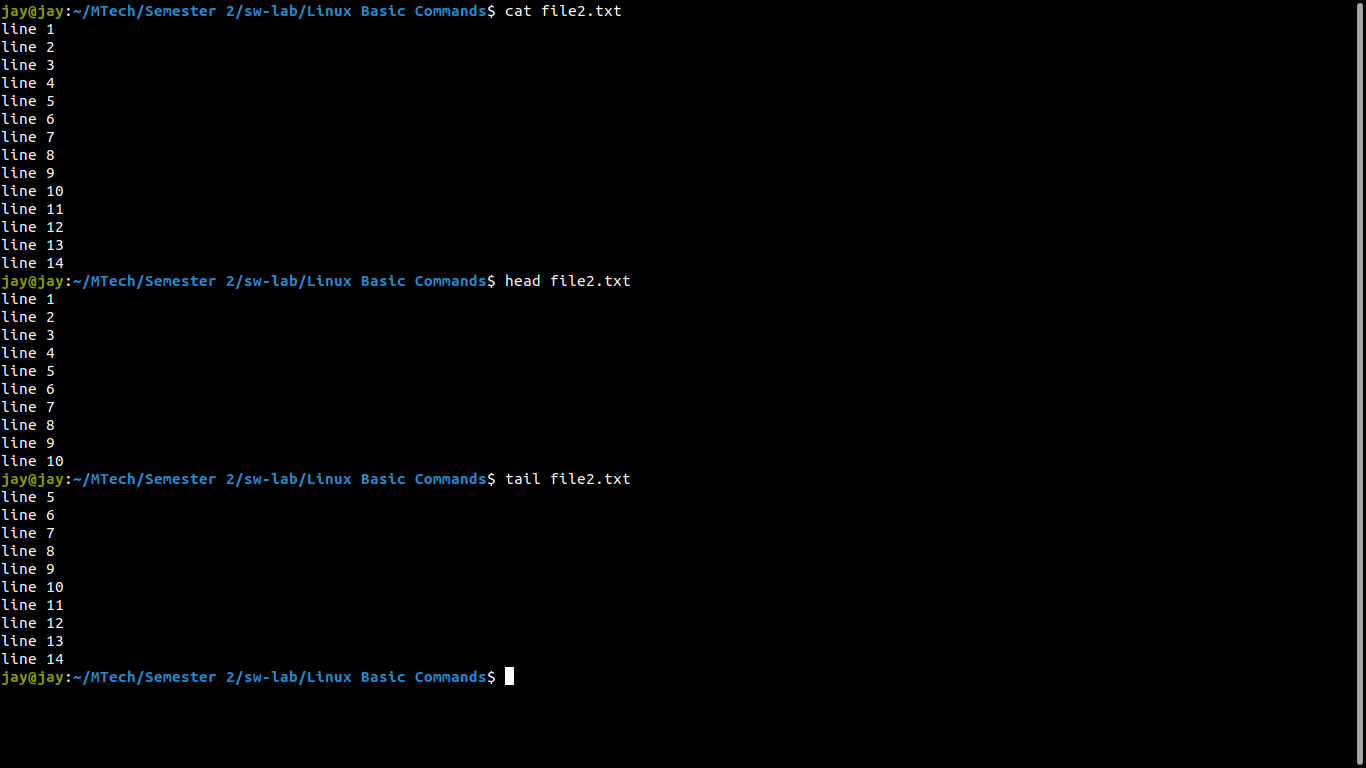 jay@jay:~/MTech/Semester 2/sw-lab/Linux Basic Commands$ cat file2.txt
line 1
line 2
line 3
line 4
line 5
line 6
line 7
line 8
line 9
line 10
line 11
line 12
line 13
line 14
jay@jay:~/MTech/Semester 2/sw-lab/Linux Basic Commands$ head file2.txt
line 1
line 2
line 3
line 4
line 5
line 6
line 7
line 8
line 9
line 10
jay@jay:~/MTech/Semester 2/sw-lab/Linux Basic Commands$ tail file2.txt
line 5
line 6
line 7
line 8
line 9
line 10
line 11
line 12
line 13
line 14
jay@jay:~/MTech/Semester 2/sw-lab/Linux Basic Commands$